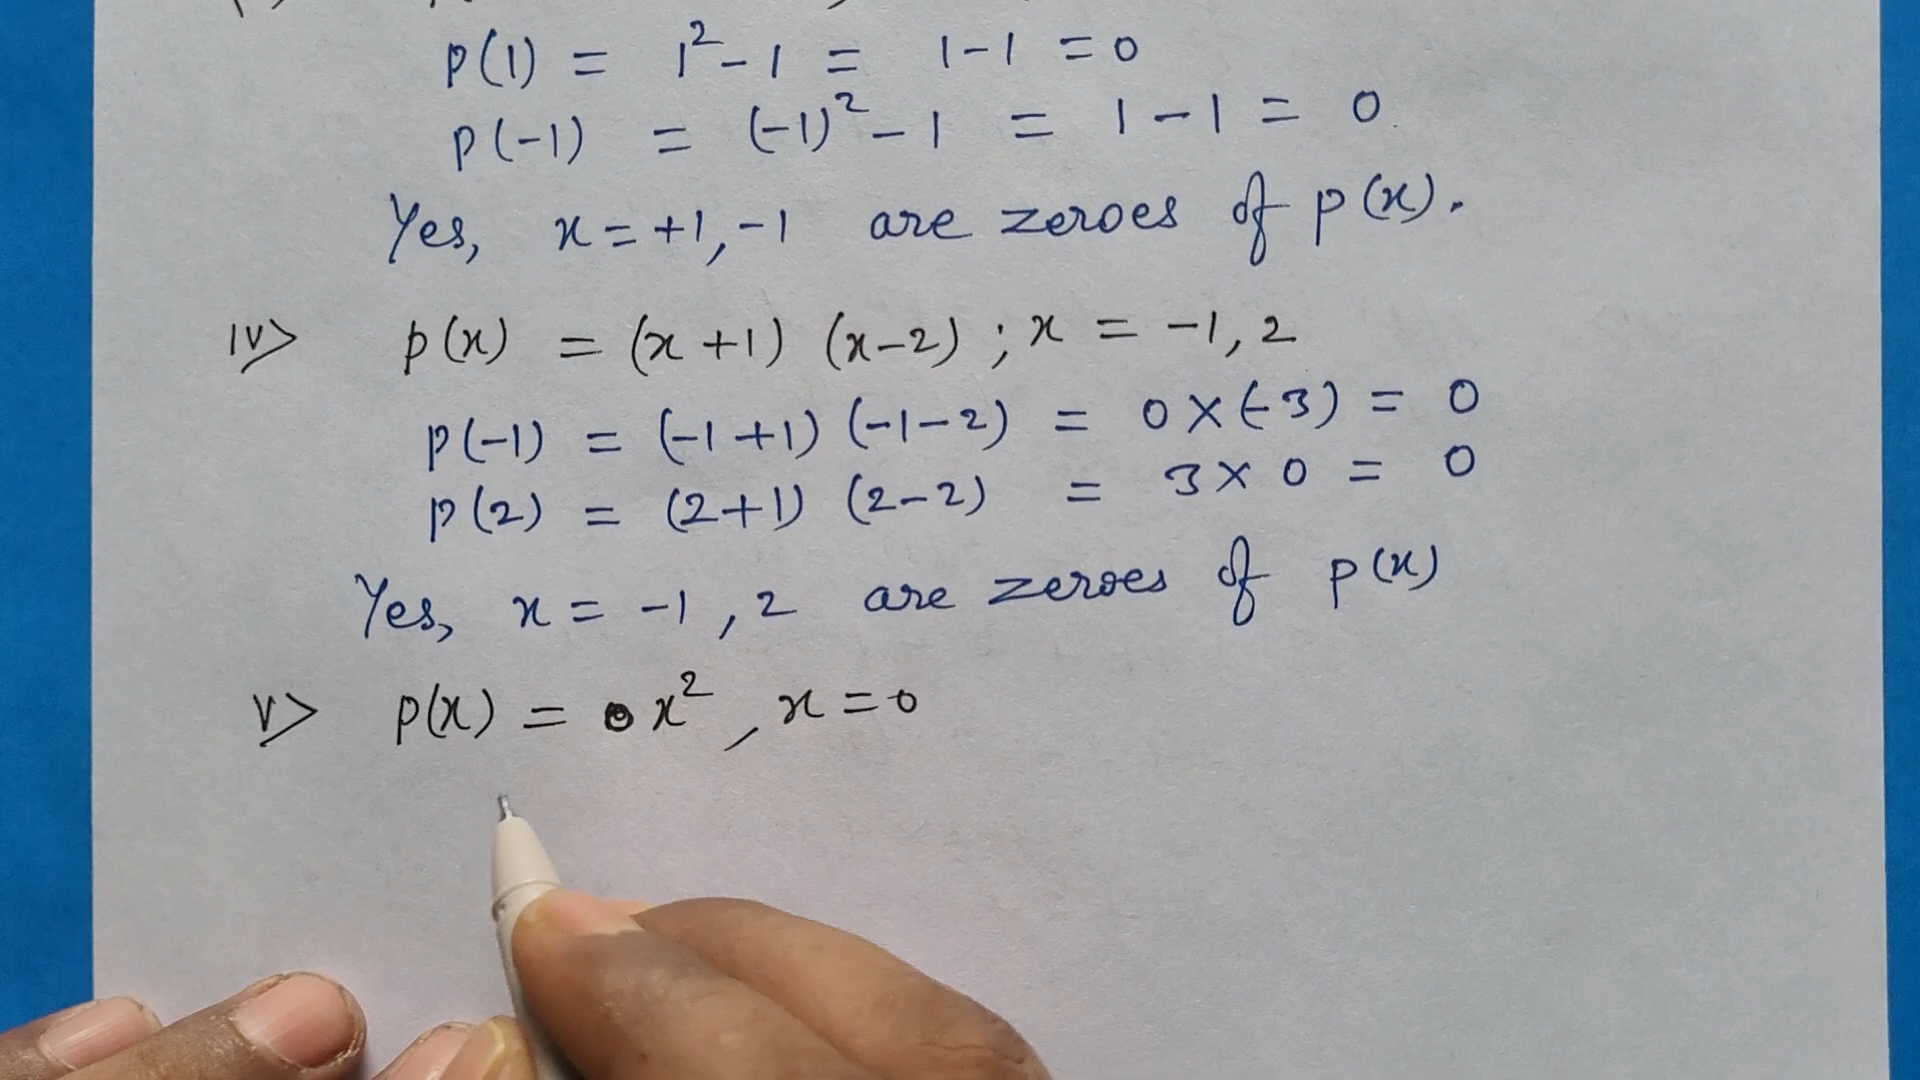 p(1) = 1² - 1 = 1 - 1 = 0
p(-1) = (-1)² - 1 = 1 - 1 = 0.
Yes, x = +1, -1 are zeroes of p(x).
iv> p(x) = (x+1) (x-2) ; x = -1, 2
p(-1) = (-1+1) (-1-2) = 0 × (-3) = 0
p(2) = (2+1) (2-2) = 3 × 0 = 0
Yes, x = -1, 2 are zeroes of p(x)
v> p(x) = x², x = 0